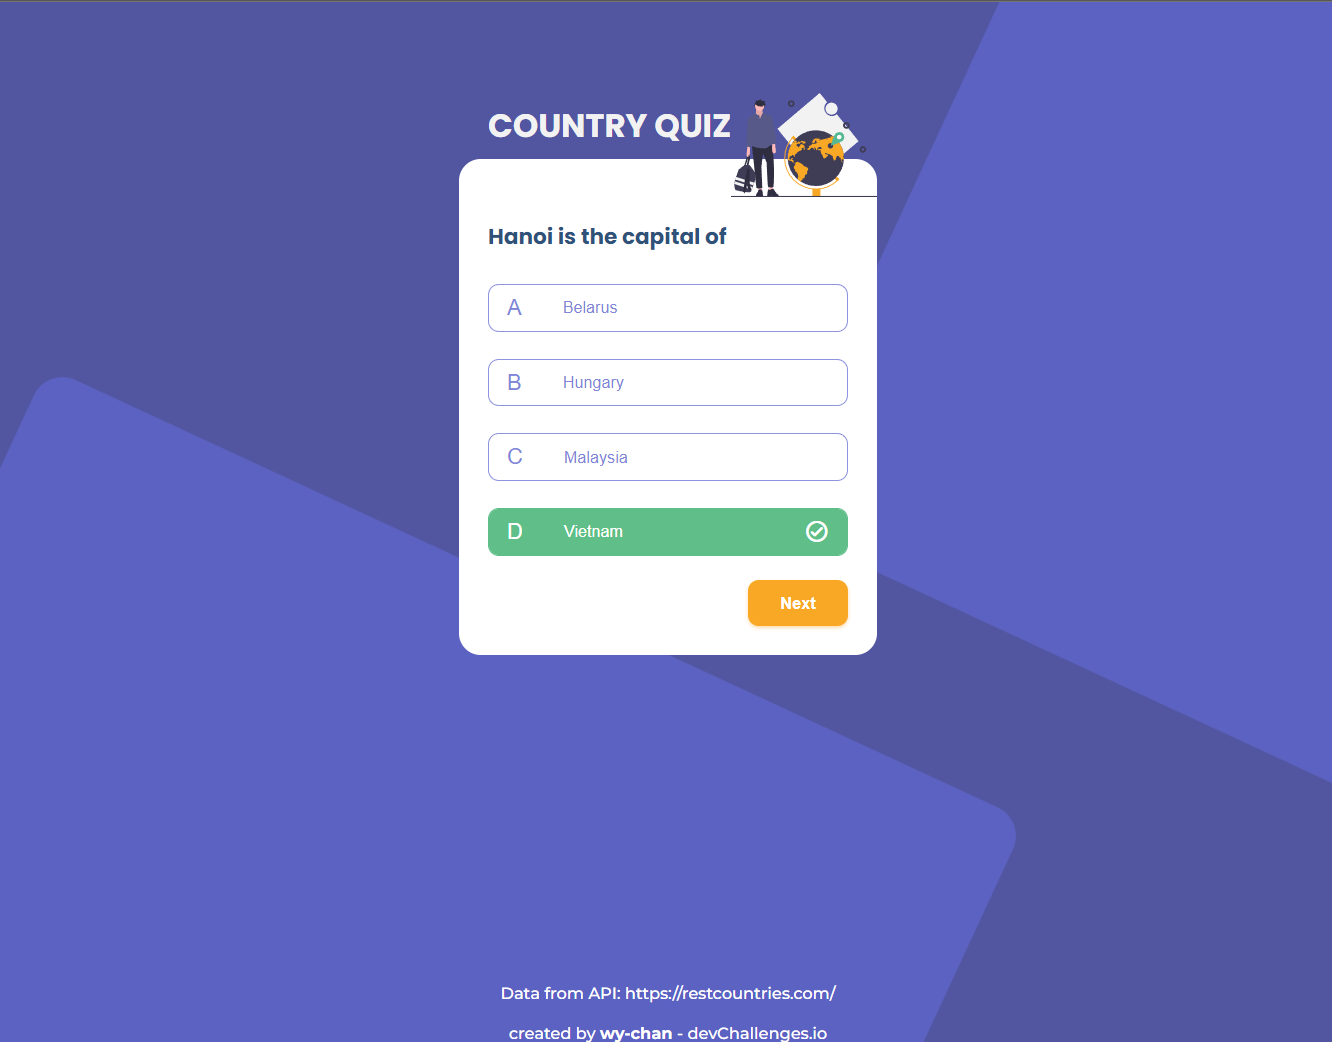 COUNTRY QUIZ
Hanoi is the capital of
A Belarus
B Hungary
C Malaysia
D Vietnam
Next
Data from API: https://restcountries.com/
created by wy-chan - devChallenges.io